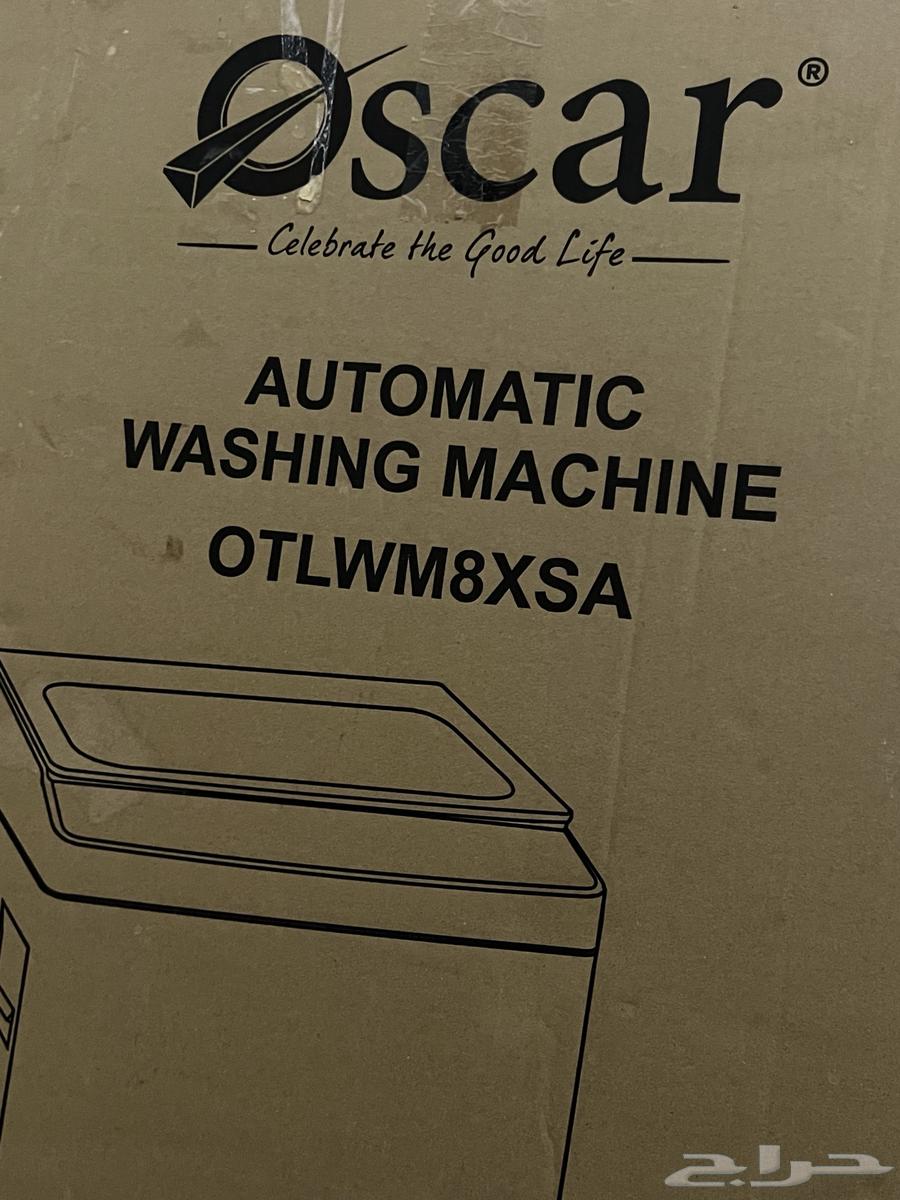 Oscar®
Celebrate the Good Life
AUTOMATIC
WASHING MACHINE
OTLWM8XSA
حراج